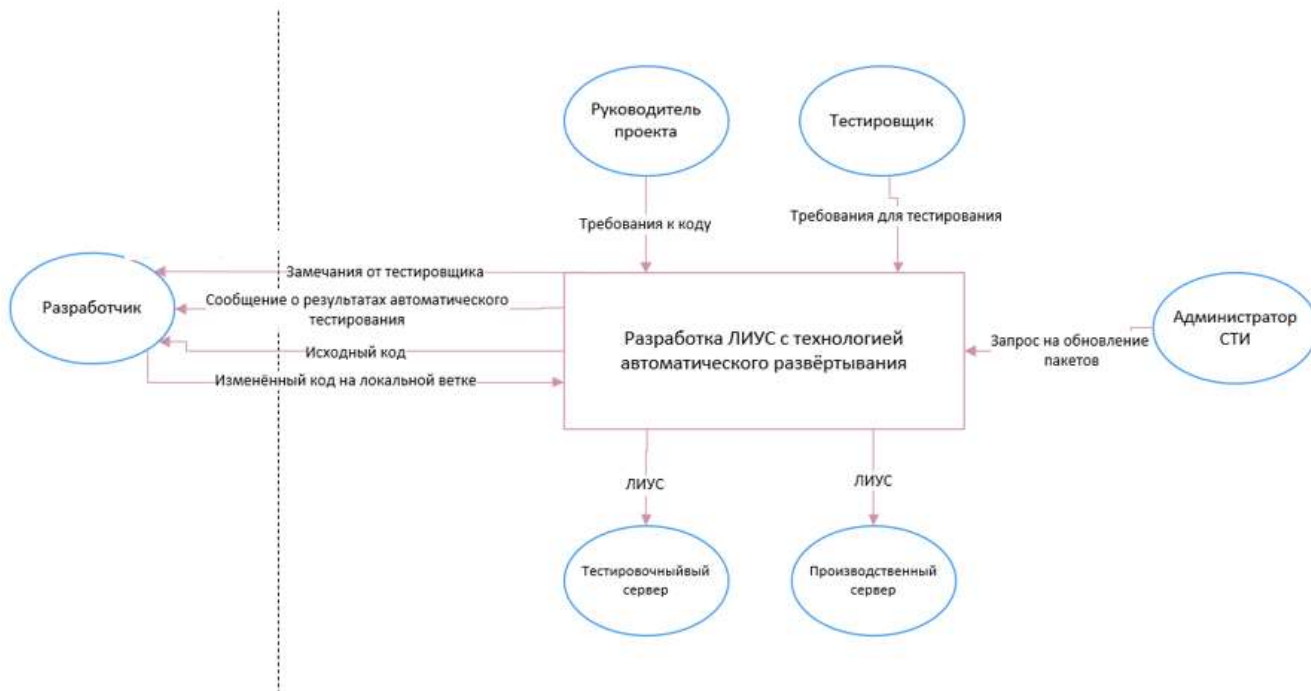 Руководитель
проекта
Тестировщик
Требования к коду
Требования для тестирования
Замечания от тестировщика
Разработчик
Сообщение о результатах автоматического
тестирования
Исходный код
Изменённый код на локальной ветке
Разработка ЛИУС с технологией
автоматического развёртывания
Администратор
СТИ
Запрос на обновление
пакетов
ЛИУС
ЛИУС
Тестировочныйвый
сервер
Производственный
сервер